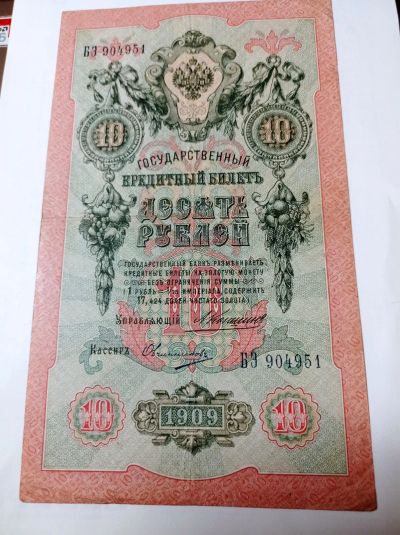 БЭ 904951
10 10
ГОСУДАРСТВЕННЫЙ
КРЕДИТНЫЙ БИЛЕТЪ
ДЕСЯТЬ
РУБЛЕЙ
ГОСУДАРСТВЕННЫЙ БАНКЪ РАЗМѢНИВАЕТЪ
КРЕДИТНЫЕ БИЛЕТЫ НА ЗОЛОТУЮ МОНЕТУ
БЕЗЪ ОГРАНИЧЕНІЯ СУММЫ
(1 РУБЛЬ = 1/15 ИМПЕРІАЛА, СОДЕРЖИТЪ
17,424 ДОЛЕЙ ЧИСТАГО ЗОЛОТА)
УПРАВЛЯЮЩІЙ
Кассиръ
БЭ 904951
10 1909 10